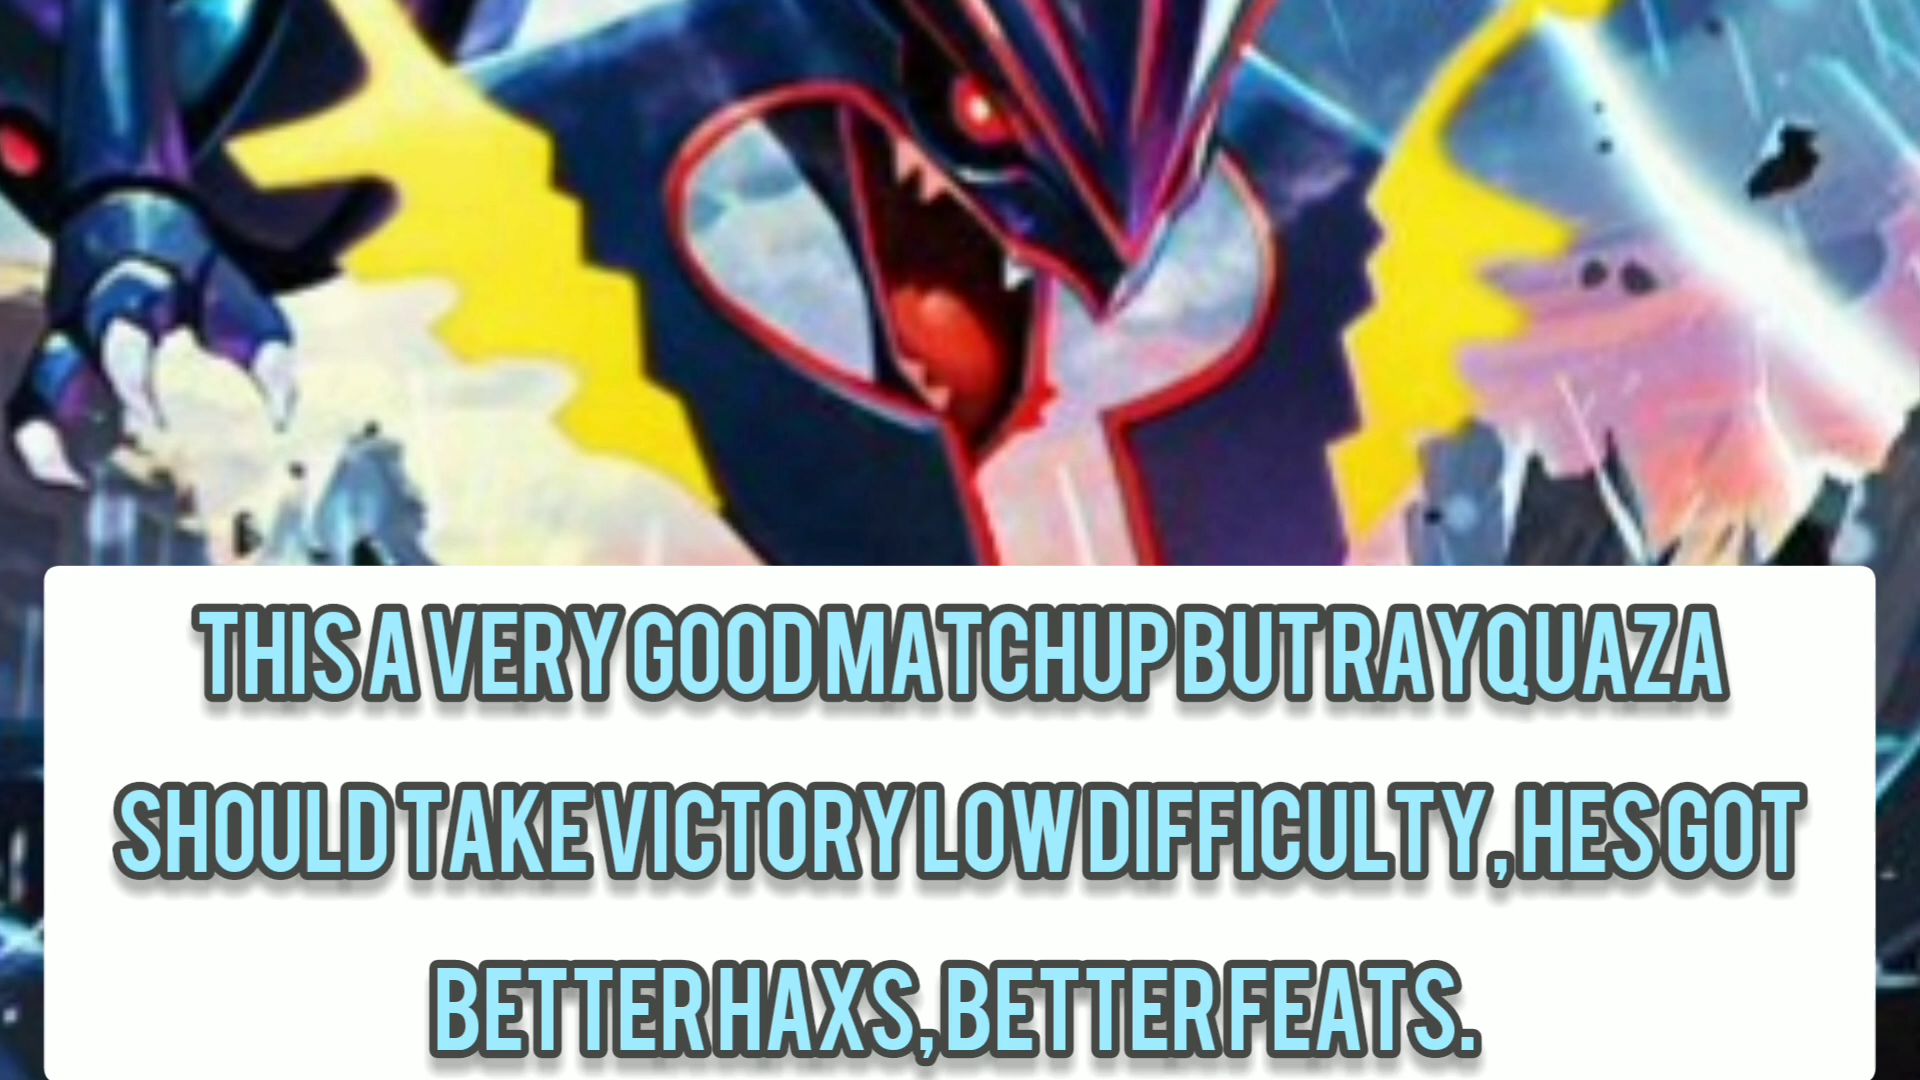 THIS A VERY GOOD MATCHUP BUT RAYQUAZA
SHOULD TAKE VICTORY LOW DIFFICULTY, HES GOT
BETTER HAXS, BETTER FEATS.